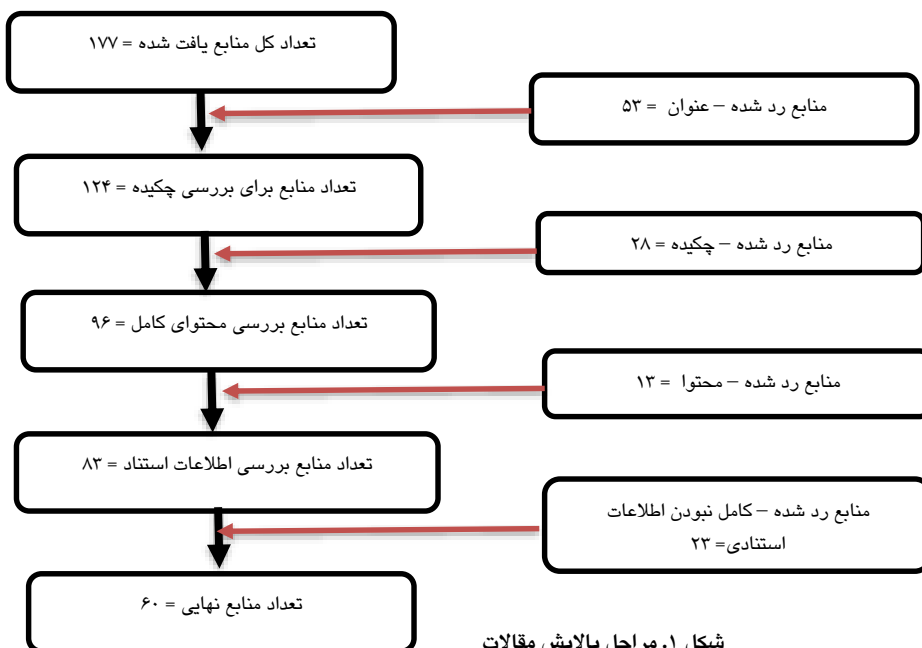 تعداد کل منابع یافت شده = ۱۷۷
منابع رد شده – عنوان = ۵۳
تعداد منابع برای بررسی چکیده = ۱۲۴
منابع رد شده – چکیده = ۲۸
تعداد منابع بررسی محتوای کامل = ۹۶
منابع رد شده – محتوا = ۱۳
تعداد منابع بررسی اطلاعات استناد = ۸۳
منابع رد شده – کامل نبودن اطلاعات
استنادی= ۲۳
تعداد منابع نهایی = ۶۰
شکل ۱. مراحل پالایش مقالات